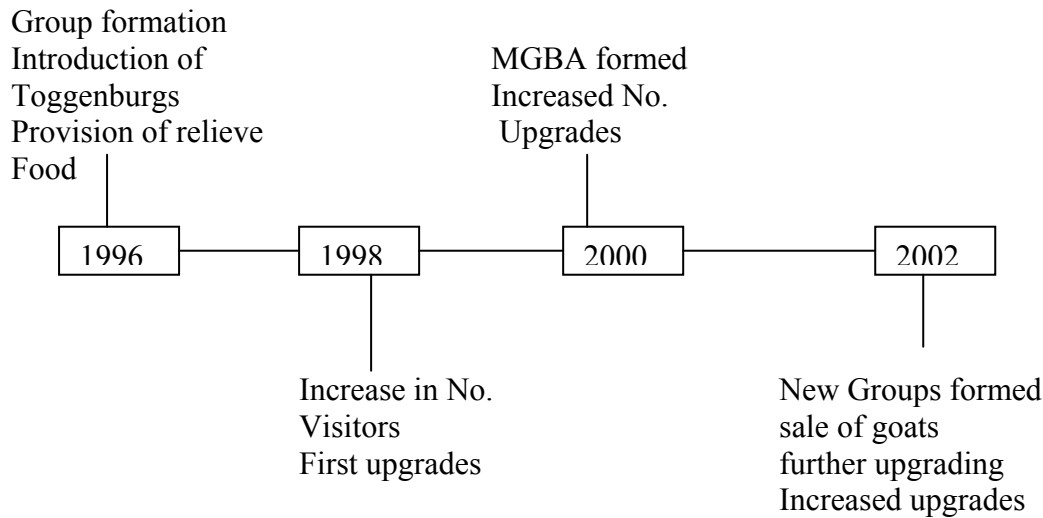 Group formation
Introduction of
Toggenburgs
Provision of relieve
Food
MGBA formed
Increased No.
Upgrades
1996
1998
2000
2002
Increase in No.
Visitors
First upgrades
New Groups formed
sale of goats
further upgrading
Increased upgrades